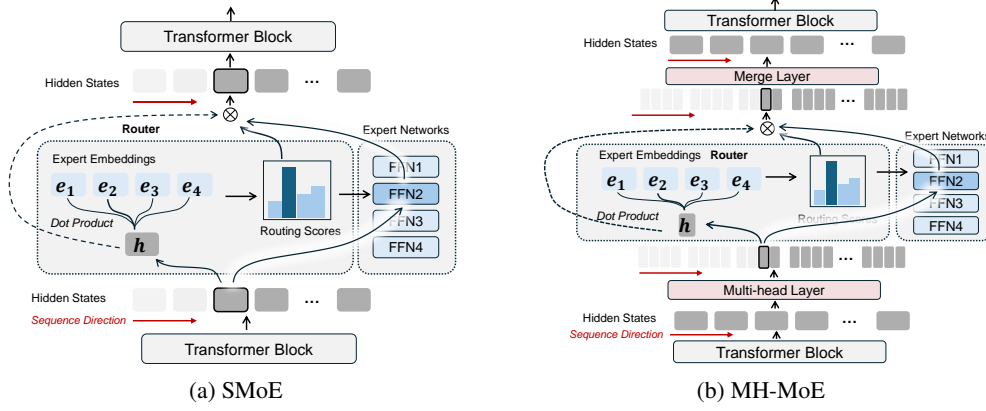 Transformer Block
Hidden States
...
Router
Expert Networks
Expert Embeddings
e1 e2 e3 e4
FFN1
FFN2
FFN3
FFN4
Dot Product
h
Routing Scores
Hidden States
...
Sequence Direction
Transformer Block
(a) SMoE
Transformer Block
Hidden States
...
Merge Layer
...
Expert Networks
Expert Embeddings Router
e1 e2 e3 e4
FFN1
FFN2
FFN3
FFN4
Dot Product
h
Routing Scores
...
Multi-head Layer
Hidden States
...
Sequence Direction
Transformer Block
(b) MH-MoE